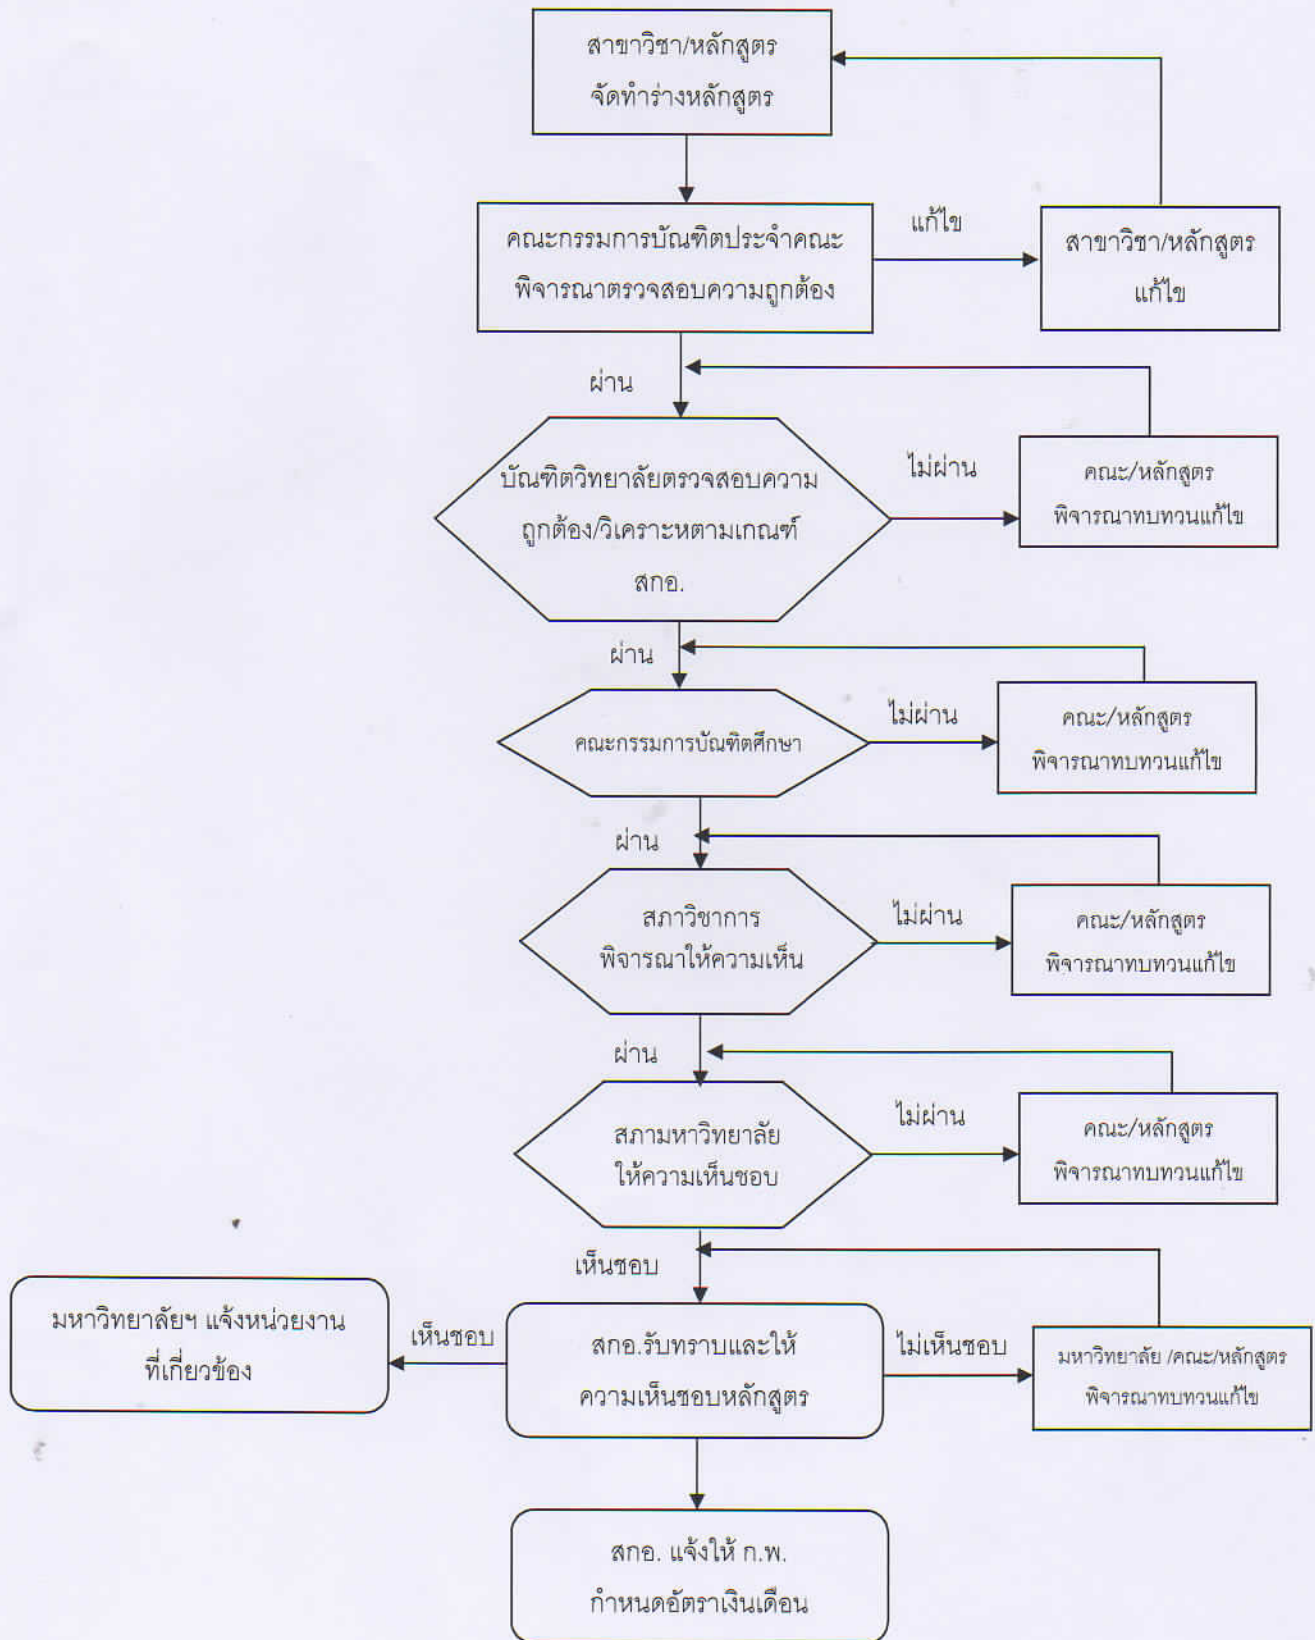 สาขาวิชา/หลักสูตร
จัดทำร่างหลักสูตร
คณะกรรมการบัณฑิตประจำคณะ
พิจารณาตรวจสอบความถูกต้อง
แก้ไข
สาขาวิชา/หลักสูตร
แก้ไข
ผ่าน
บัณฑิตวิทยาลัยตรวจสอบความ
ถูกต้อง/วิเคราะหตามเกณฑ์
สกอ.
ไม่ผ่าน
คณะ/หลักสูตร
พิจารณาทบทวนแก้ไข
ผ่าน
คณะกรรมการบัณฑิตศึกษา
ไม่ผ่าน
คณะ/หลักสูตร
พิจารณาทบทวนแก้ไข
ผ่าน
สภาวิชาการ
พิจารณาให้ความเห็น
ไม่ผ่าน
คณะ/หลักสูตร
พิจารณาทบทวนแก้ไข
ผ่าน
สภามหาวิทยาลัย
ให้ความเห็นชอบ
ไม่ผ่าน
คณะ/หลักสูตร
พิจารณาทบทวนแก้ไข
เห็นชอบ
มหาวิทยาลัยฯ แจ้งหน่วยงาน
ที่เกี่ยวข้อง
เห็นชอบ
สกอ.รับทราบและให้
ความเห็นชอบหลักสูตร
ไม่เห็นชอบ
มหาวิทยาลัย /คณะ/หลักสูตร
พิจารณาทบทวนแก้ไข
สกอ. แจ้งให้ ก.พ.
กำหนดอัตราเงินเดือน